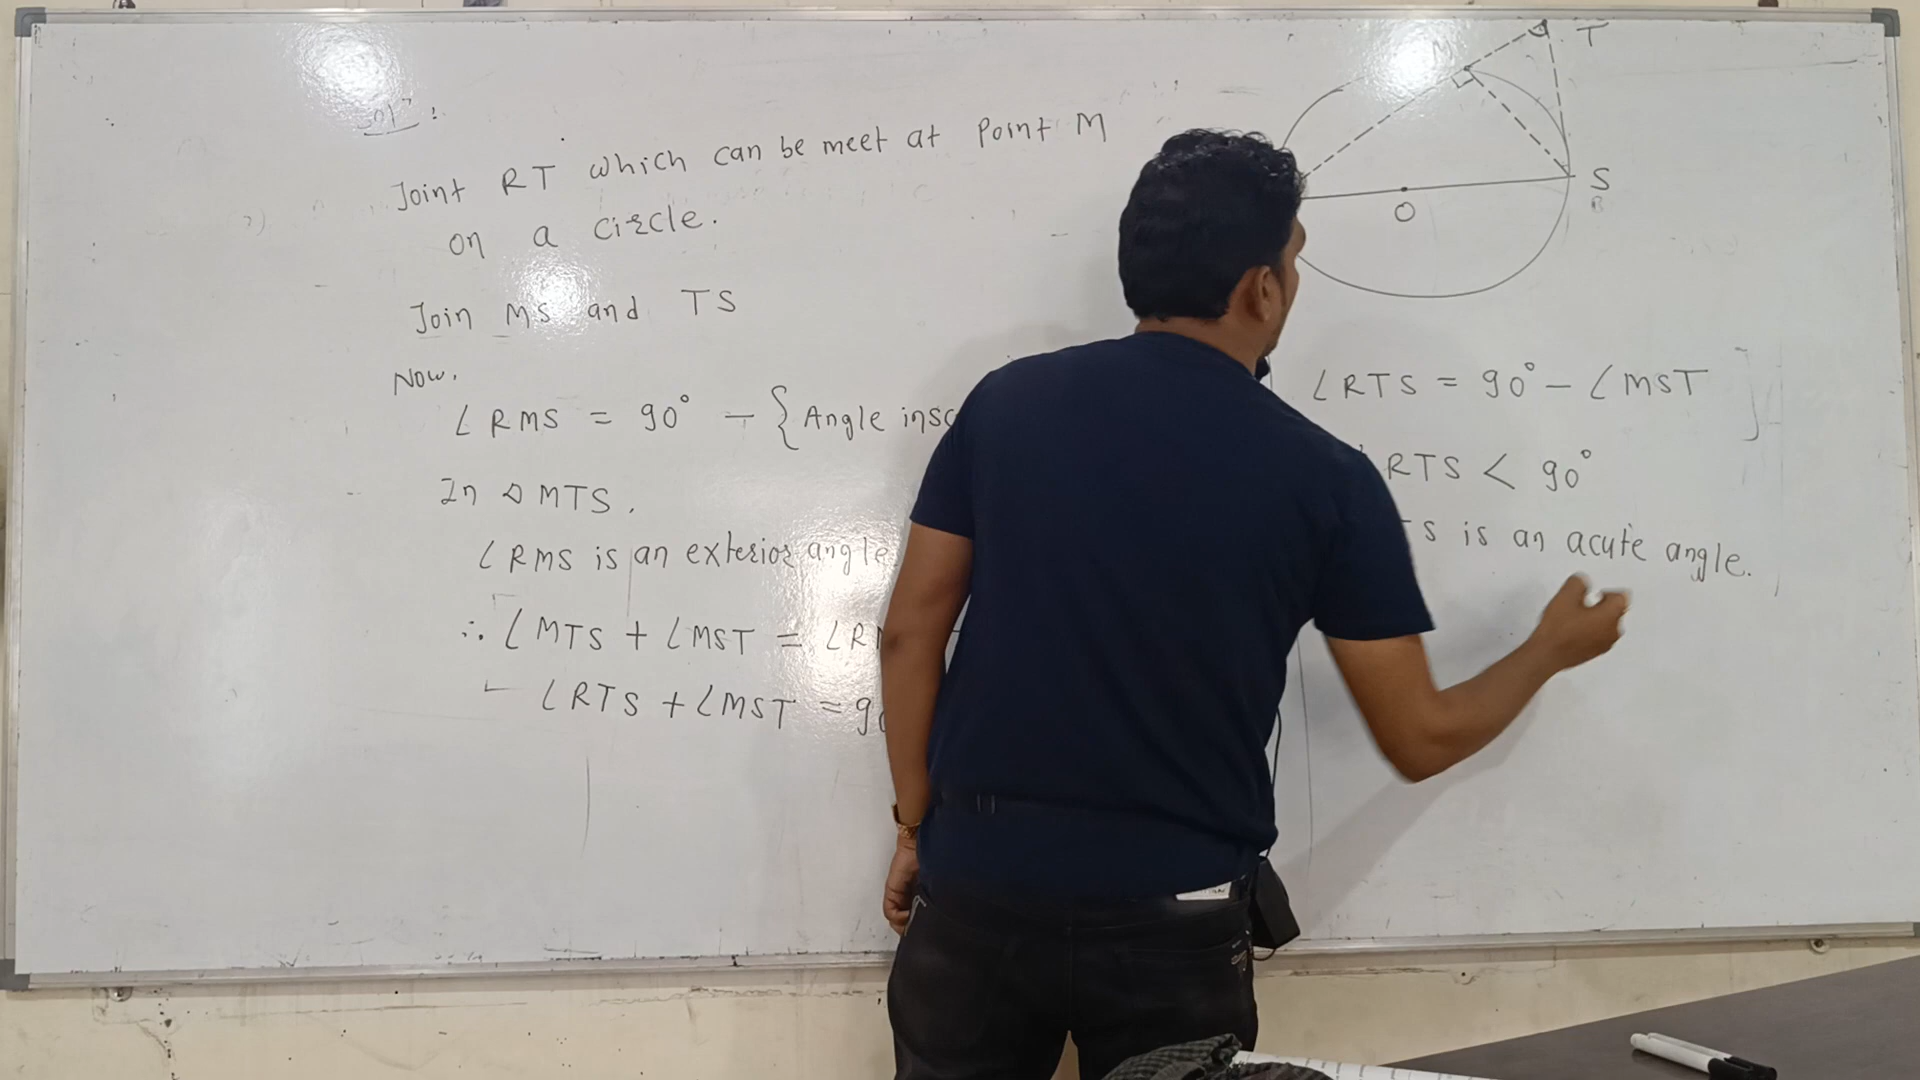 Solⁿ:
Joint RT which can be meet at Point M
on a circle.
Join MS and TS
Now,
∠RMS = 90° — {Angle insc
In △MTS,
∠RMS is an exterior angle
∴ ∠MTS + ∠MST = ∠RM
∠RTS + ∠MST = 90
M
T
S
O
∠RTS = 90° – ∠MST
RTS < 90°
TS is an acute angle.